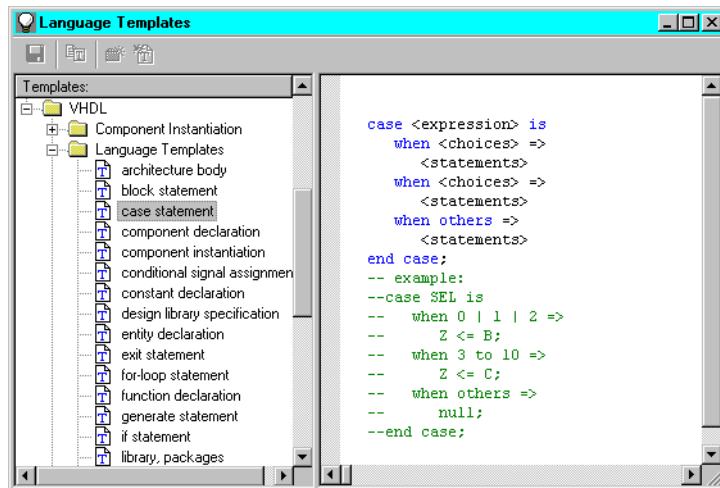 Language Templates
Templates:
VHDL
Component Instantiation
Language Templates
architecture body
block statement
case statement
component declaration
component instantiation
conditional signal assignmen
constant declaration
design library specification
entity declaration
exit statement
for-loop statement
function declaration
generate statement
if statement
library, packages
case <expression> is
when <choices> =>
<statements>
when <choices> =>
<statements>
when others =>
<statements>
end case;
-- example:
--case SEL is
--   when 0 | 1 | 2 =>
--      Z <= B;
--   when 3 to 10 =>
--      Z <= C;
--   when others =>
--      null;
--end case;